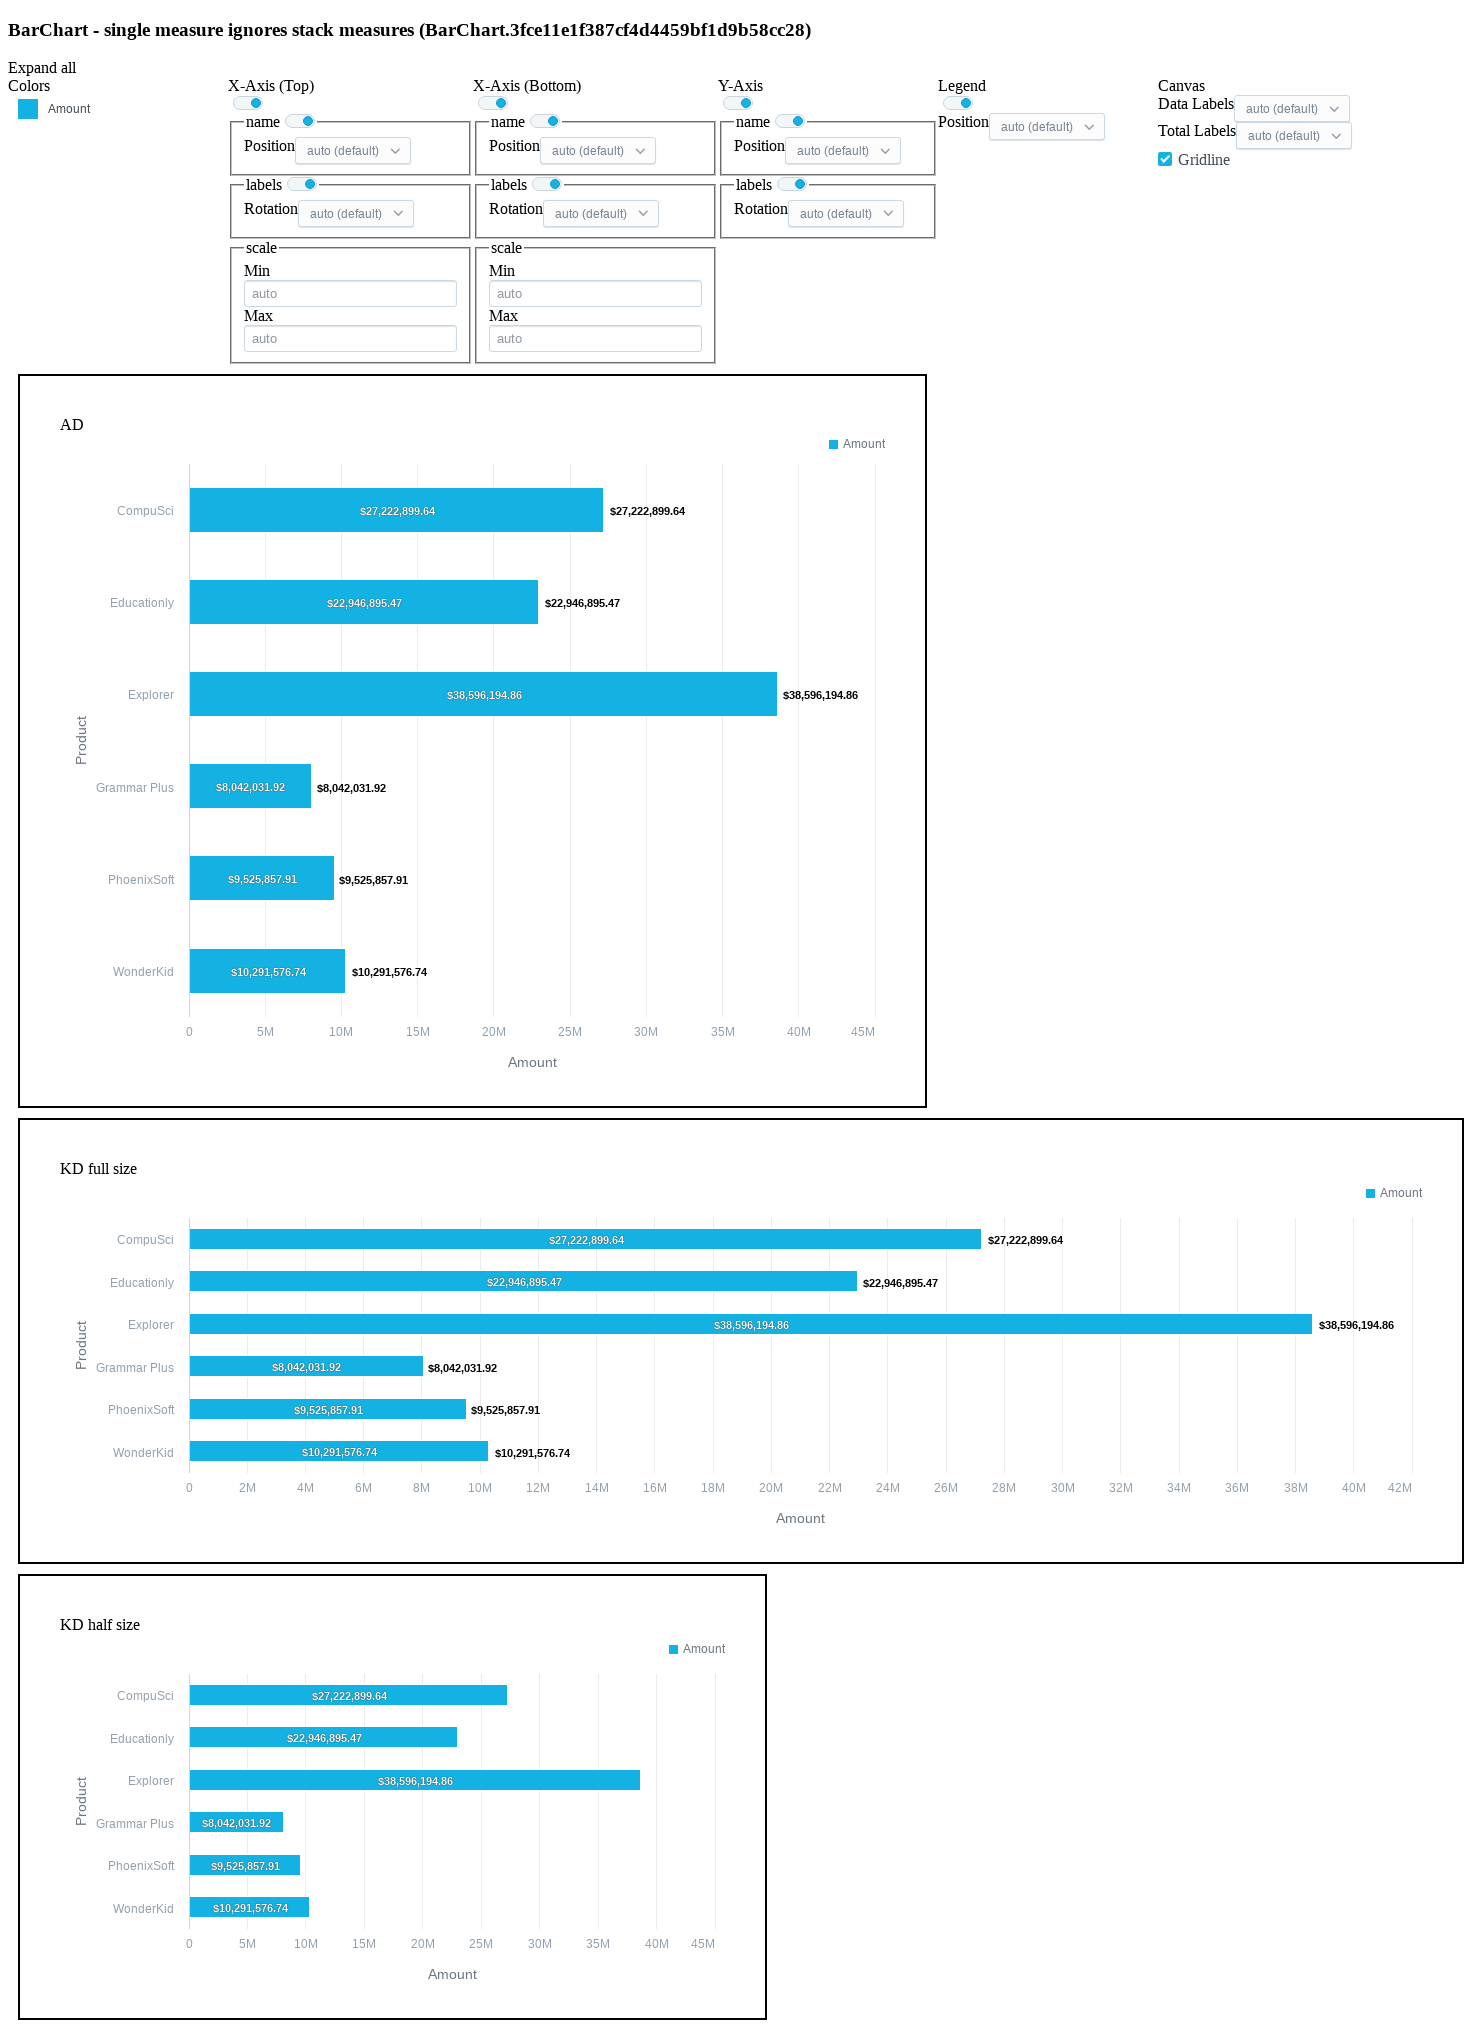 BarChart - single measure ignores stack measures (BarChart.3fce11e1f387cf4d4459bf1d9b58cc28)
Expand all
Colors
Amount
X-Axis (Top)
name
Position auto (default)
labels
Rotation auto (default)
scale
Min
auto
Max
auto
X-Axis (Bottom)
name
Position auto (default)
labels
Rotation auto (default)
scale
Min
auto
Max
auto
Y-Axis
name
Position auto (default)
labels
Rotation auto (default)
Legend
Position auto (default)
Canvas
Data Labels auto (default)
Total Labels auto (default)
Gridline
AD
Amount
CompuSci $27,222,899.64 $27,222,899.64
Educationly $22,946,895.47 $22,946,895.47
Explorer $38,596,194.86 $38,596,194.86
Product
Grammar Plus $8,042,031.92 $8,042,031.92
PhoenixSoft $9,525,857.91 $9,525,857.91
WonderKid $10,291,576.74 $10,291,576.74
0 5M 10M 15M 20M 25M 30M 35M 40M 45M
Amount
KD full size
Amount
CompuSci $27,222,899.64 $27,222,899.64
Educationly $22,946,895.47 $22,946,895.47
Explorer $38,596,194.86 $38,596,194.86
Product
Grammar Plus $8,042,031.92 $8,042,031.92
PhoenixSoft $9,525,857.91 $9,525,857.91
WonderKid $10,291,576.74 $10,291,576.74
0 2M 4M 6M 8M 10M 12M 14M 16M 18M 20M 22M 24M 26M 28M 30M 32M 34M 36M 38M 40M 42M
Amount
KD half size
Amount
CompuSci $27,222,899.64
Educationly $22,946,895.47
Explorer $38,596,194.86
Product
Grammar Plus $8,042,031.92
PhoenixSoft $9,525,857.91
WonderKid $10,291,576.74
0 5M 10M 15M 20M 25M 30M 35M 40M 45M
Amount